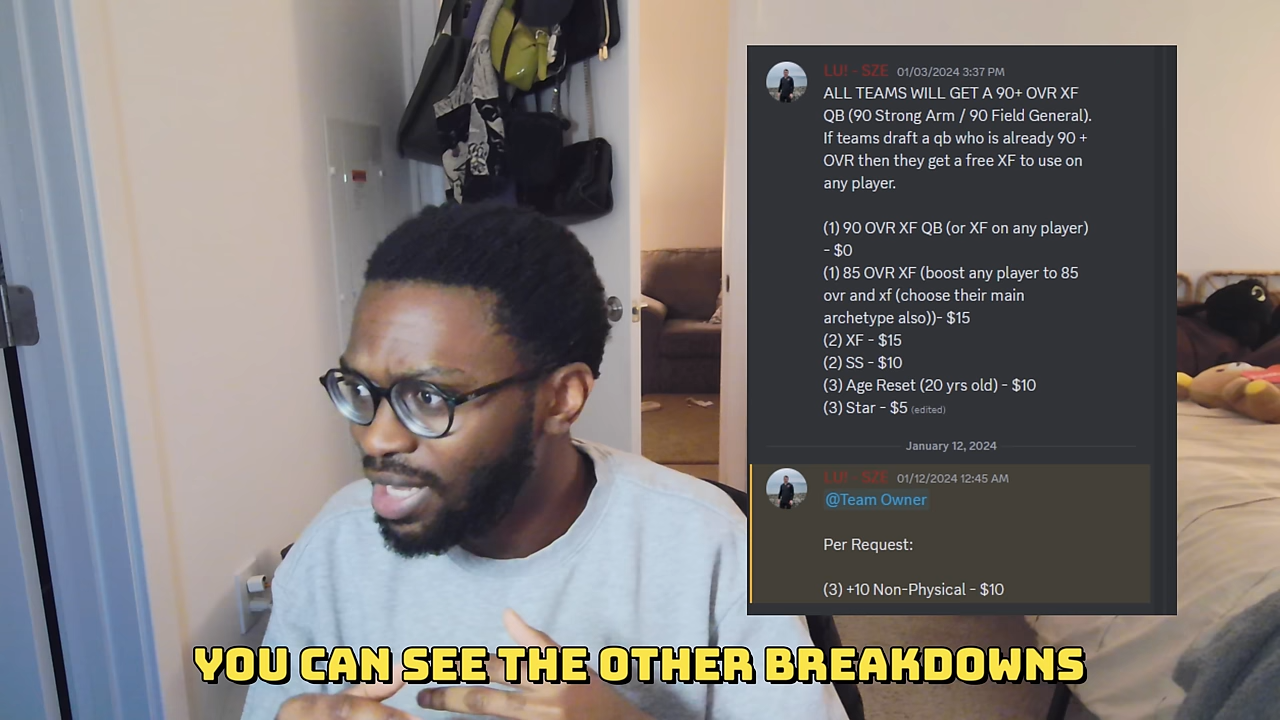 LU! - SZE 01/03/2024 3:37 PM
ALL TEAMS WILL GET A 90+ OVR XF
QB (90 Strong Arm / 90 Field General).
If teams draft a qb who is already 90 +
OVR then they get a free XF to use on
any player.
(1) 90 OVR XF QB (or XF on any player)
- $0
(1) 85 OVR XF (boost any player to 85
ovr and xf (choose their main
archetype also))- $15
(2) XF - $15
(2) SS - $10
(3) Age Reset (20 yrs old) - $10
(3) Star - $5 (edited)
January 12, 2024
LU! - SZE 01/12/2024 12:45 AM
@Team Owner
Per Request:
(3) +10 Non-Physical - $10
YOU CAN SEE THE OTHER BREAKDOWNS